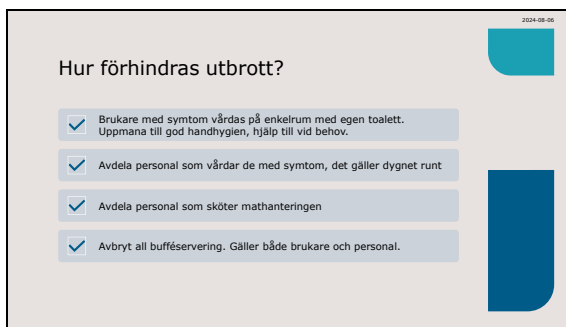 2024-08-06
Hur förhindras utbrott?
Brukare med symtom vårdas på enkelrum med egen toalett.
Uppmana till god handhygien, hjälp till vid behov.
Avdela personal som vårdar de med symtom, det gäller dygnet runt
Avdela personal som sköter mathanteringen
Avbryt all bufféservering. Gäller både brukare och personal.